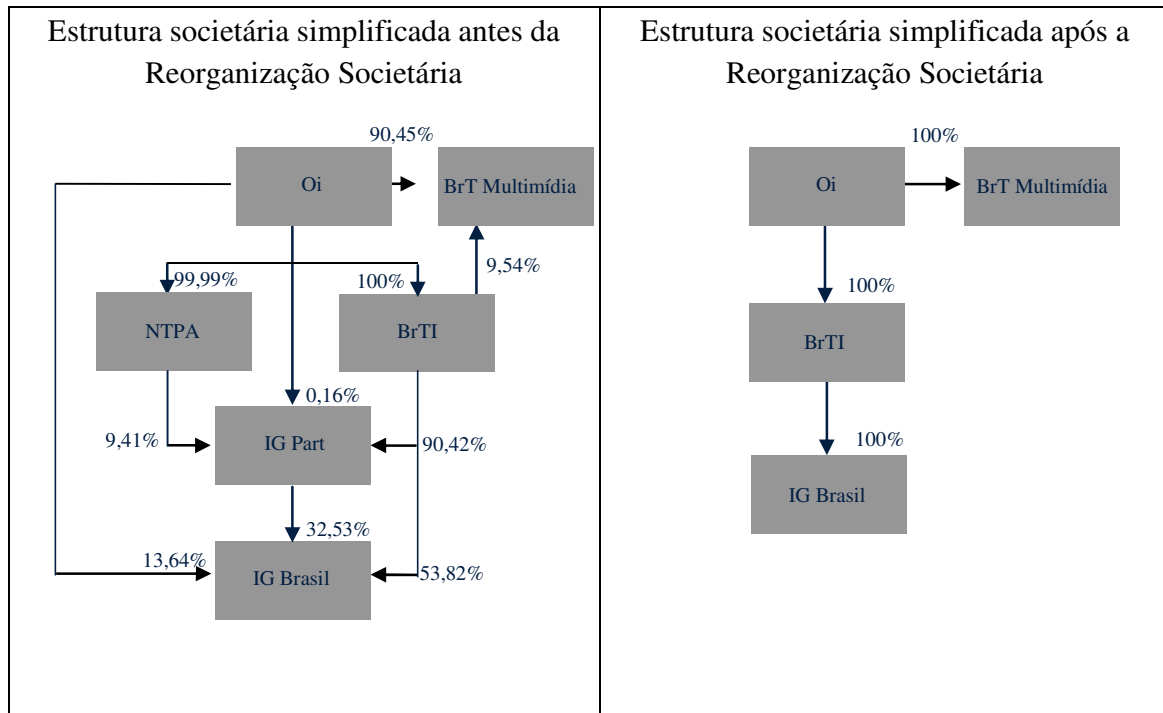 Estrutura societária simplificada antes da
Reorganização Societária
90,45%
Oi
BrT Multimídia
99,99%
100%
9,54%
NTPA
BrTI
0,16%
9,41%
IG Part
90,42%
32,53%
13,64%
IG Brasil
53,82%
Estrutura societária simplificada após a
Reorganização Societária
100%
Oi
BrT Multimídia
100%
BrTI
100%
IG Brasil